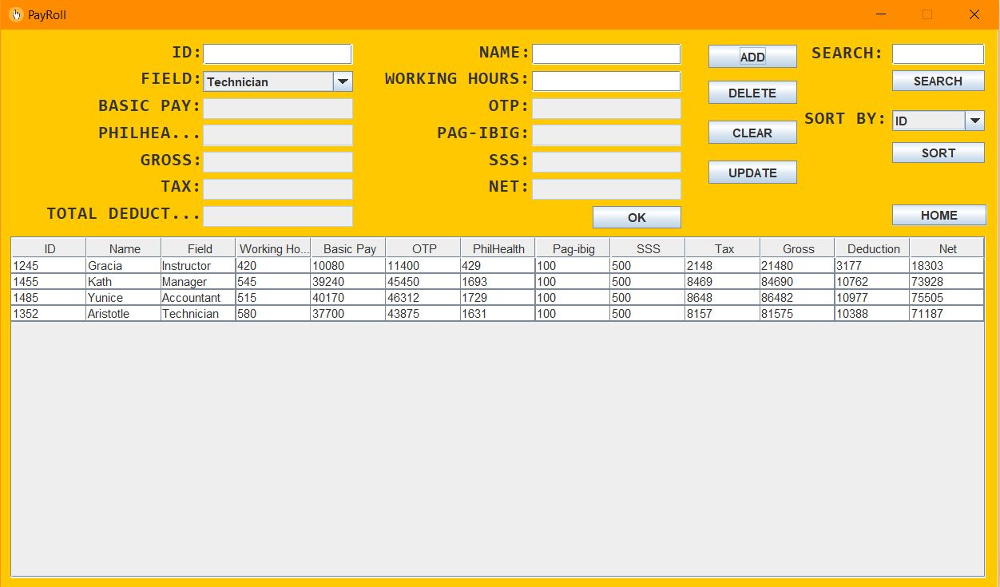 PayRoll
ID: NAME: ADD SEARCH:
FIELD: Technician WORKING HOURS: SEARCH
DELETE
BASIC PAY: OTP:
SORT BY: ID
PHILHEA... PAG-IBIG: CLEAR
SORT
GROSS: SSS:
UPDATE
TAX: NET:
TOTAL DEDUCT... OK HOME
ID Name Field Working Ho... Basic Pay OTP PhilHealth Pag-ibig SSS Tax Gross Deduction Net
1245 Gracia Instructor 420 10080 11400 429 100 500 2148 21480 3177 18303
1455 Kath Manager 545 39240 45450 1693 100 500 8469 84690 10762 73928
1485 Yunice Accountant 515 40170 46312 1729 100 500 8648 86482 10977 75505
1352 Aristotle Technician 580 37700 43875 1631 100 500 8157 81575 10388 71187